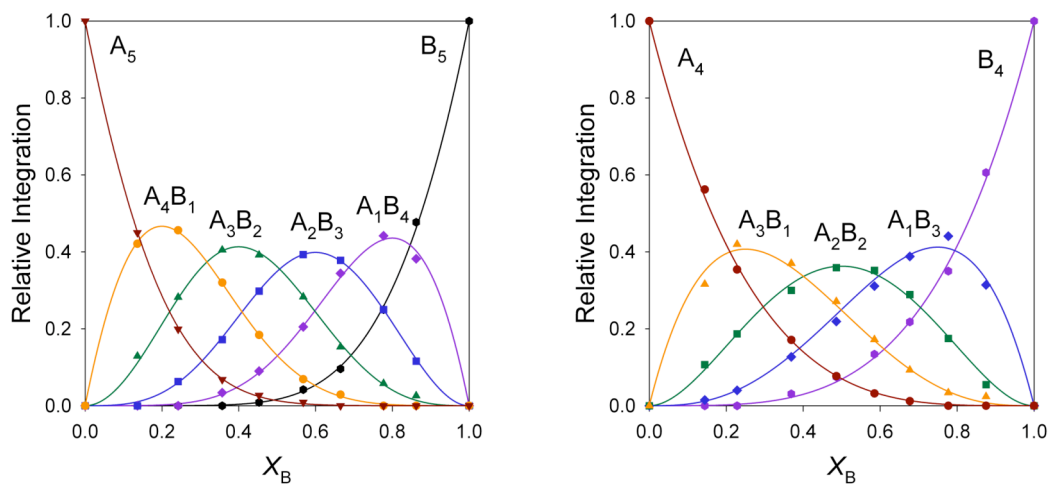 1.0
0.8
0.6
0.4
0.2
0.0
Relative Integration
A₅
B₅
A₄B₁
A₃B₂
A₂B₃
A₁B₄
0.0 0.2 0.4 0.6 0.8 1.0
X_B
1.0
0.8
0.6
0.4
0.2
0.0
Relative Integration
A₄
B₄
A₃B₁
A₂B₂
A₁B₃
0.0 0.2 0.4 0.6 0.8 1.0
X_B